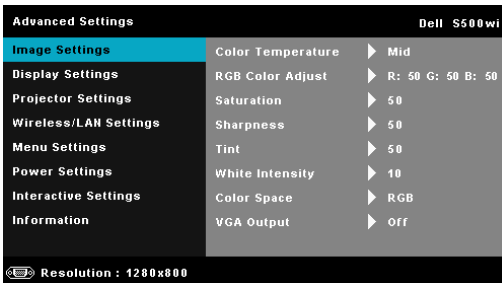 Advanced Settings Dell S500wi
Image Settings Color Temperature Mid
Display Settings RGB Color Adjust R: 50 G: 50 B: 50
Projector Settings Saturation 50
Wireless/LAN Settings Sharpness 50
Menu Settings Tint 50
Power Settings White Intensity 10
Interactive Settings Color Space RGB
Information VGA Output Off
Resolution : 1280x800